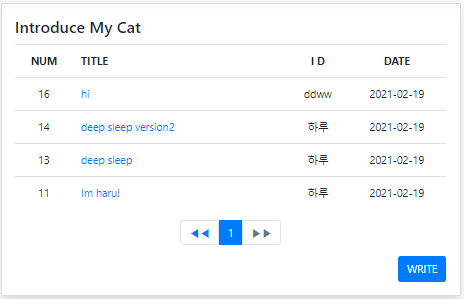 Introduce My Cat
NUM TITLE I D DATE
16 hi ddww 2021-02-19
14 deep sleep version2 하루 2021-02-19
13 deep sleep 하루 2021-02-19
11 Im haru! 하루 2021-02-19
◀◀ 1 ▶▶
WRITE